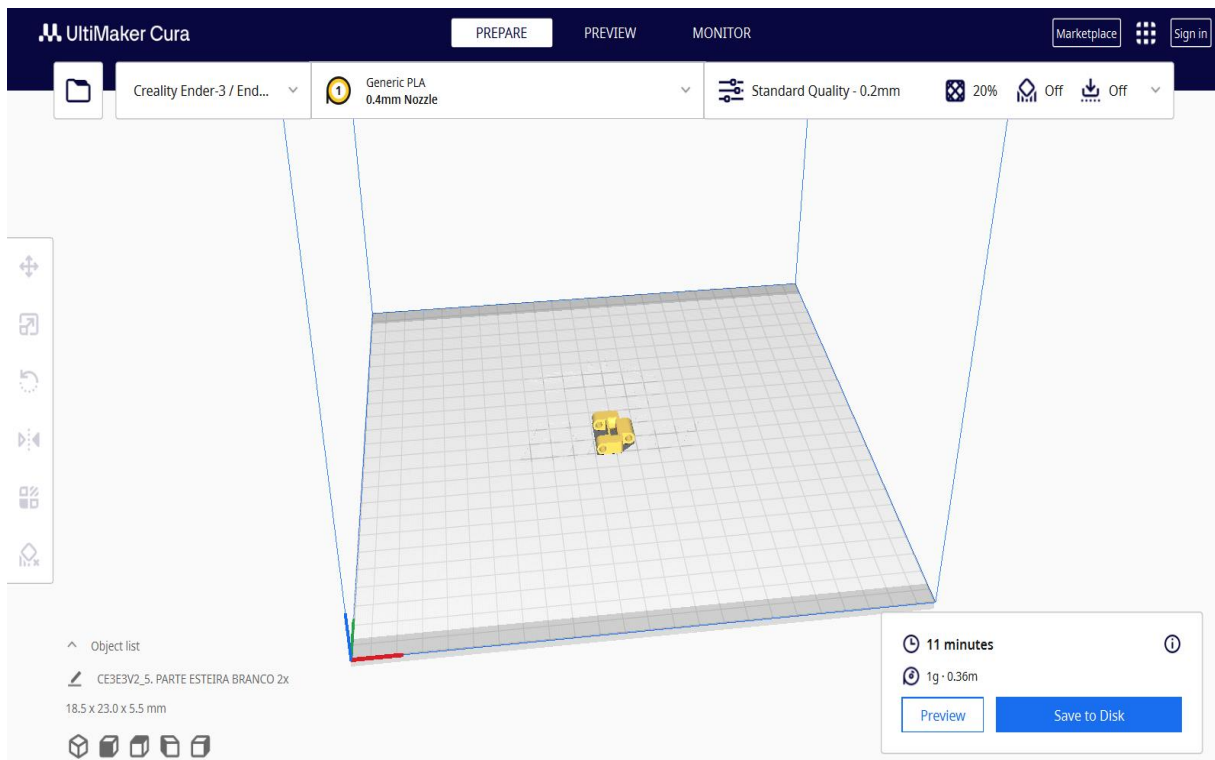 UltiMaker Cura
PREPARE
PREVIEW
MONITOR
Marketplace
Sign in
Creality Ender-3 / End...
1
Generic PLA
0.4mm Nozzle
Standard Quality - 0.2mm
20%
Off
Off
Object list
CE3E3V2_5. PARTE ESTEIRA BRANCO 2x
18.5 x 23.0 x 5.5 mm
11 minutes
1g · 0.36m
Preview
Save to Disk